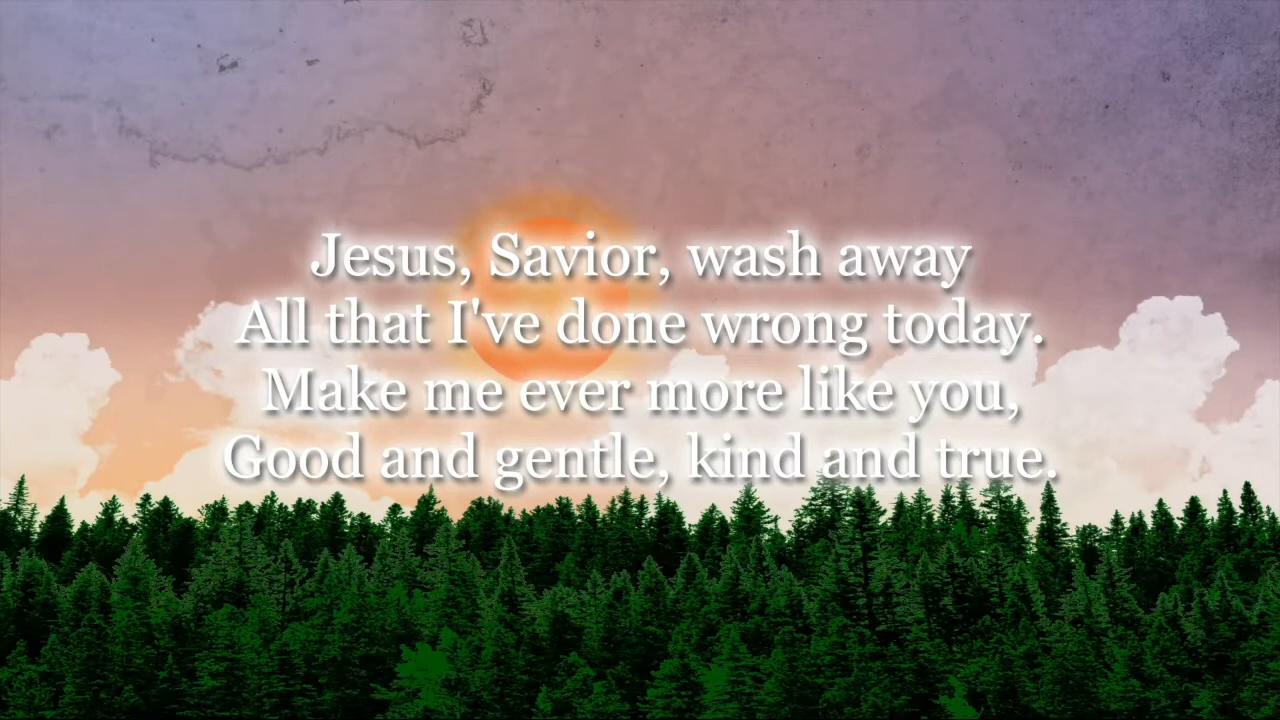 Jesus, Savior, wash away
All that I've done wrong today.
Make me ever more like you,
Good and gentle, kind and true.